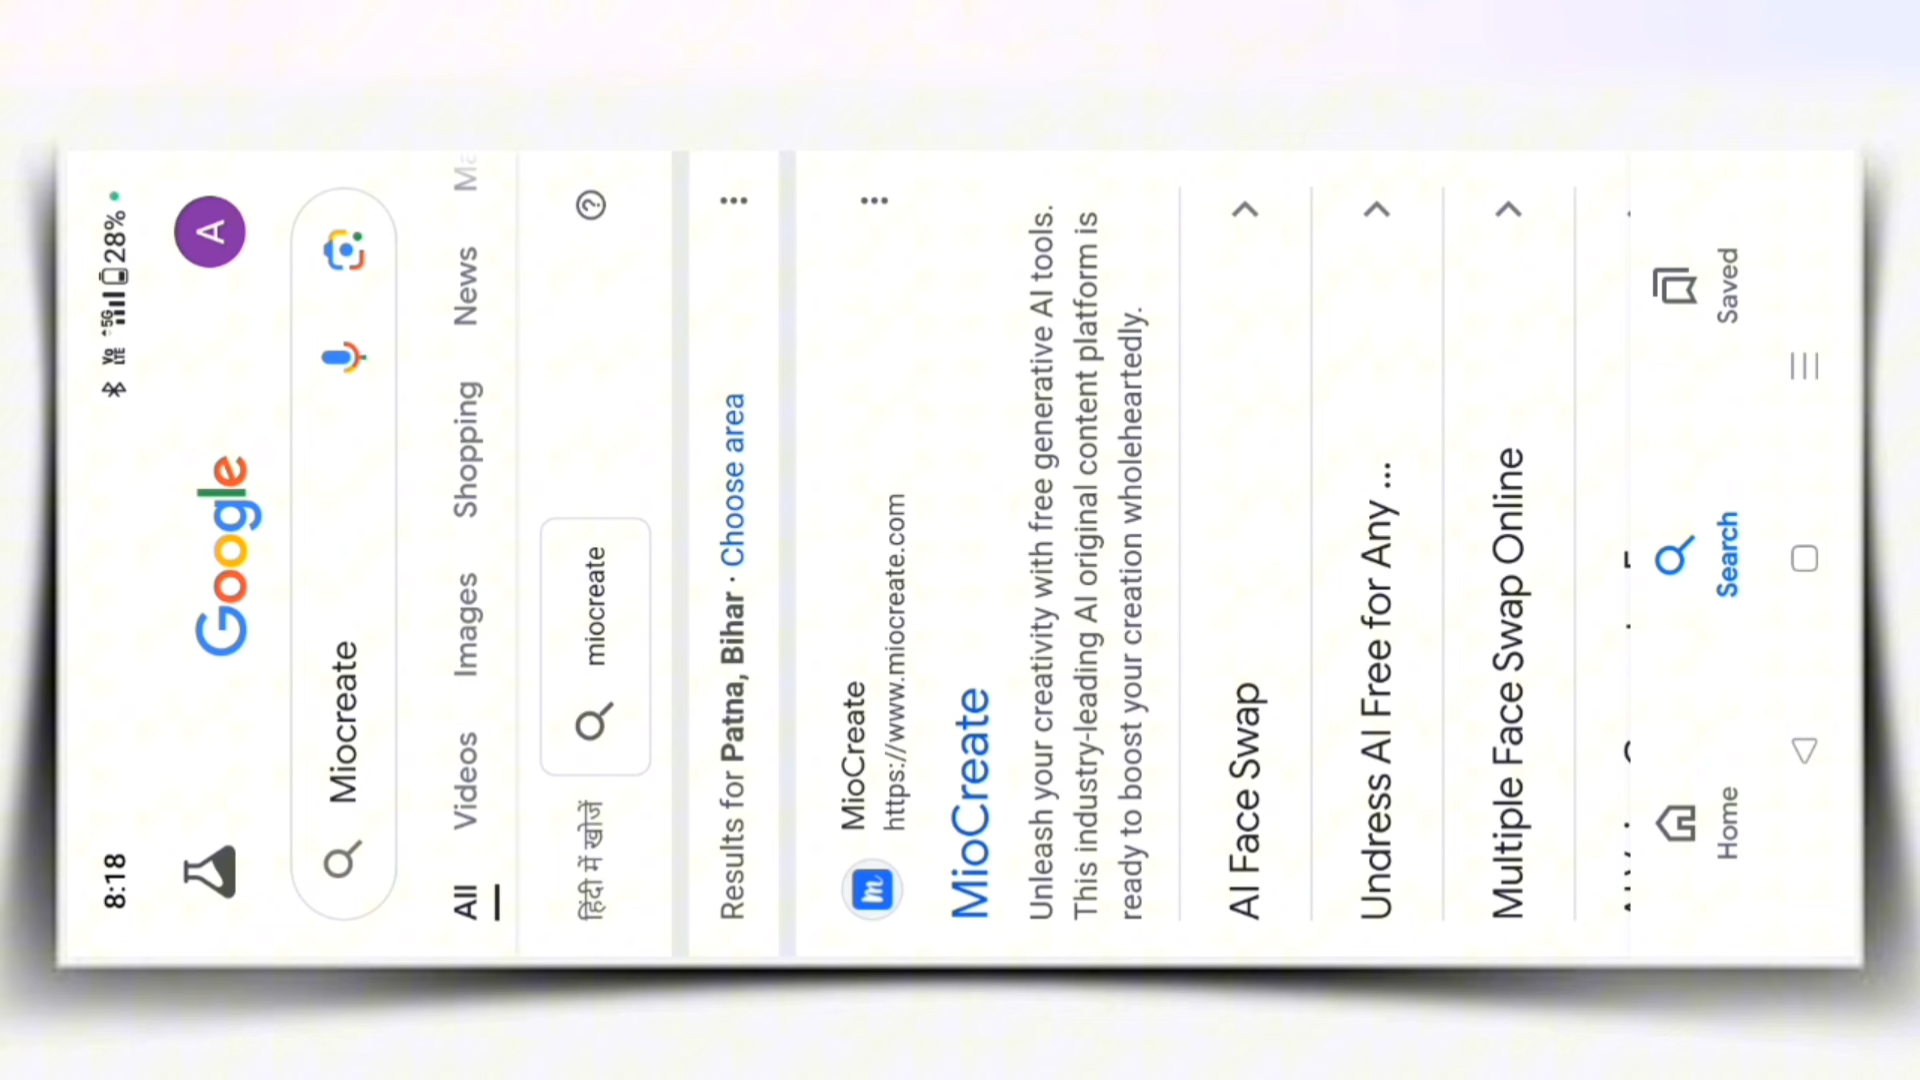 8:18
VO LTE 5G 28%
Google
A
Miocreate
All Videos Images Shopping News
हिंदी में खोजें miocreate
Results for Patna, Bihar · Choose area
MioCreate
https://www.miocreate.com
MioCreate
Unleash your creativity with free generative AI tools.
This industry-leading AI original content platform is
ready to boost your creation wholeheartedly.
AI Face Swap
Undress AI Free for Any ...
Multiple Face Swap Online
Home Search Saved